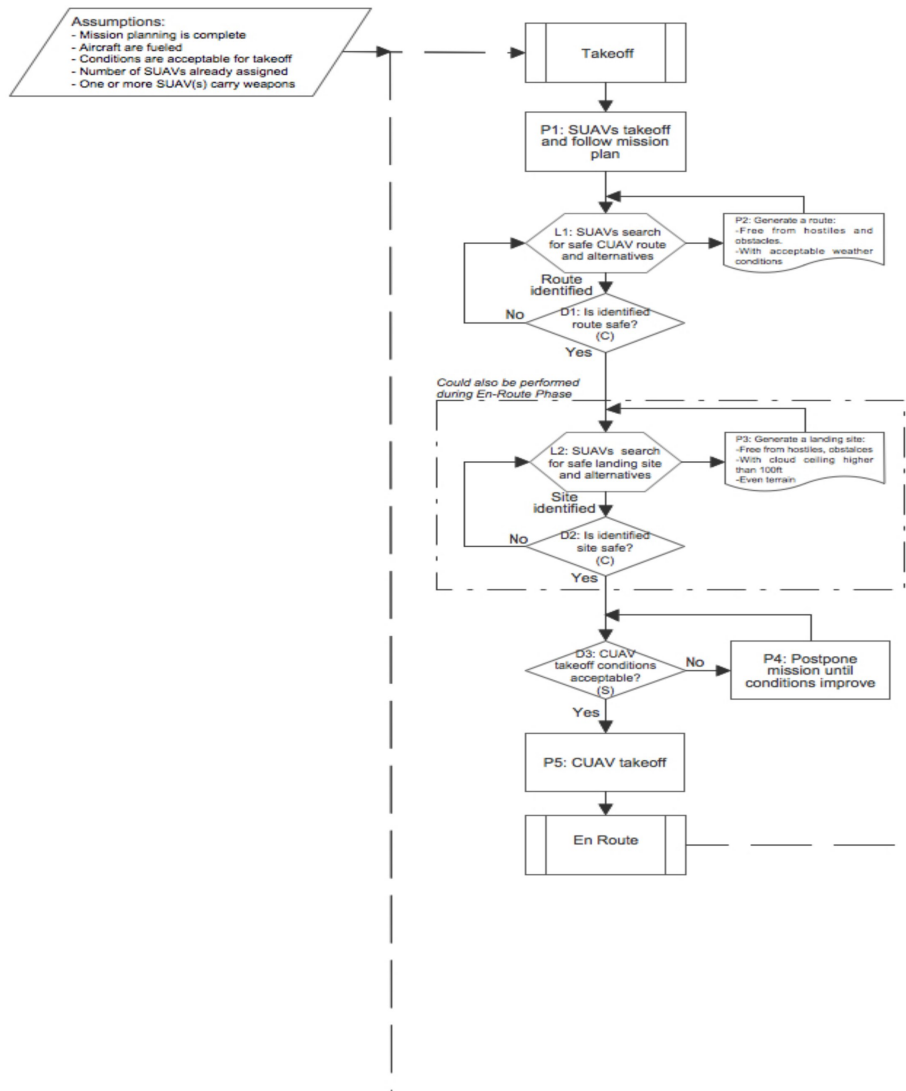 Assumptions:
- Mission planning is complete
- Aircraft are fueled
- Conditions are acceptable for takeoff
- Number of SUAVs already assigned
- One or more SUAV(s) carry weapons
Takeoff
P1: SUAVs takeoff
and follow mission
plan
L1: SUAVs search
for safe CUAV route
and alternatives
P2: Generate a route:
-Free from hostiles and
obstacles.
-With acceptable weather
conditions
Route
identified
No
D1: Is identified
route safe?
(C)
Yes
Could also be performed
during En-Route Phase
L2: SUAVs search
for safe landing site
and alternatives
P3: Generate a landing site:
-Free from hostiles, obstalces
-With cloud ceiling higher
than 100ft
-Even terrain
Site
identified
No
D2: Is identified
site safe?
(C)
Yes
D3: CUAV
takeoff conditions
acceptable?
(S)
No
P4: Postpone
mission until
conditions improve
Yes
P5: CUAV takeoff
En Route